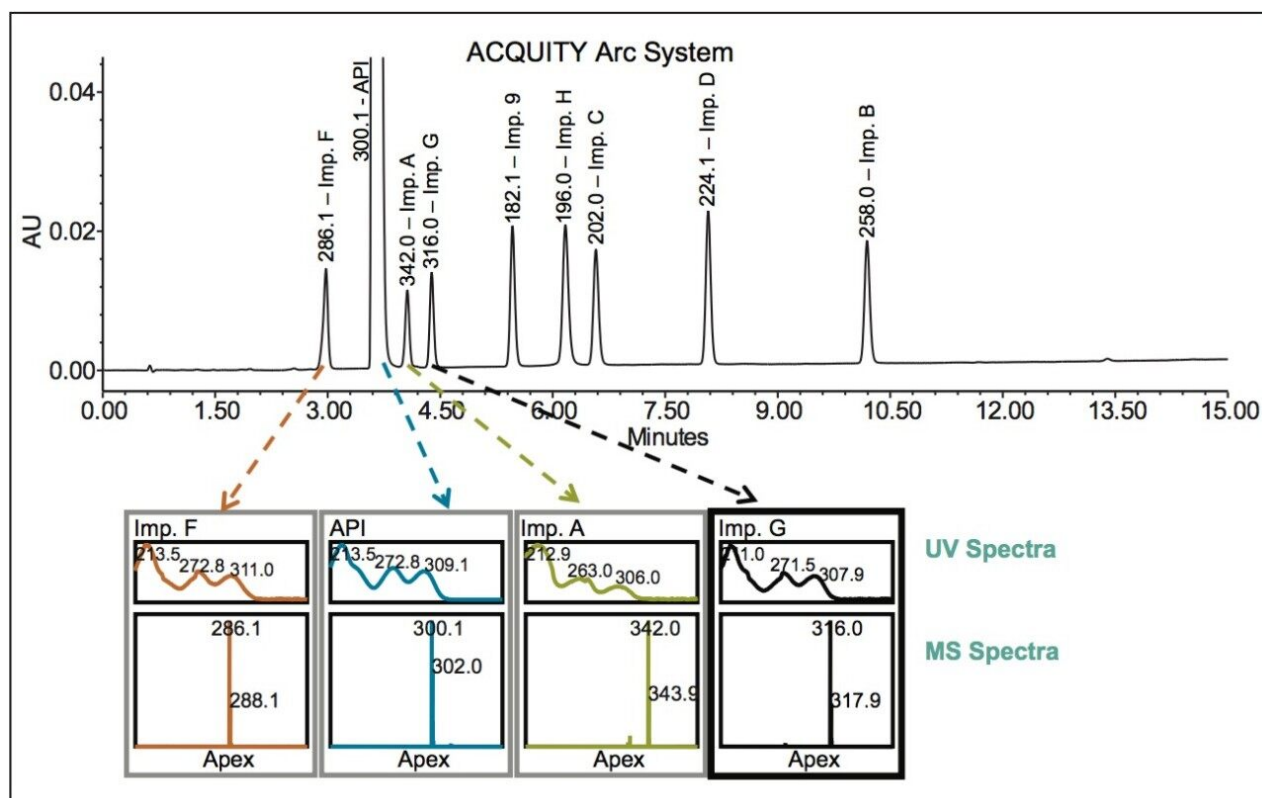 ACQUITY Arc System
AU
0.04
0.02
0.00
286.1 – Imp. F
300.1 - API
342.0 – Imp. A
316.0 – Imp. G
182.1 – Imp. 9
196.0 – Imp. H
202.0 – Imp. C
224.1 – Imp. D
258.0 – Imp. B
0.00 1.50 3.00 4.50 6.00 7.50 9.00 10.50 12.00 13.50 15.00
Minutes
Imp. F
213.5 272.8 311.0
286.1
288.1
Apex
API
213.5 272.8 309.1
300.1
302.0
Apex
Imp. A
212.9 263.0 306.0
342.0
343.9
Apex
Imp. G
271.5 307.9
316.0
317.9
Apex
UV Spectra
MS Spectra